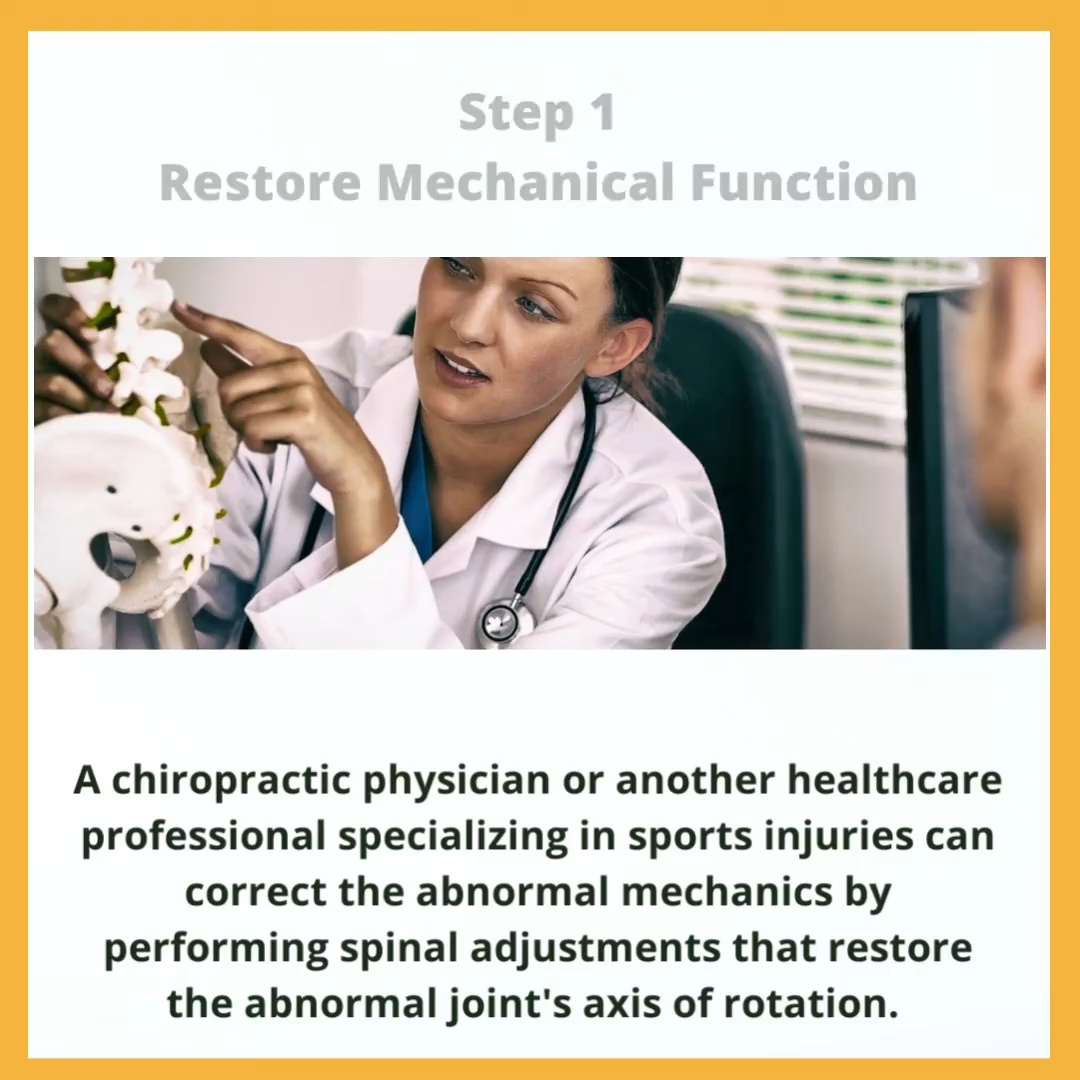 Step 1
Restore Mechanical Function
A chiropractic physician or another healthcare
professional specializing in sports injuries can
correct the abnormal mechanics by
performing spinal adjustments that restore
the abnormal joint's axis of rotation.